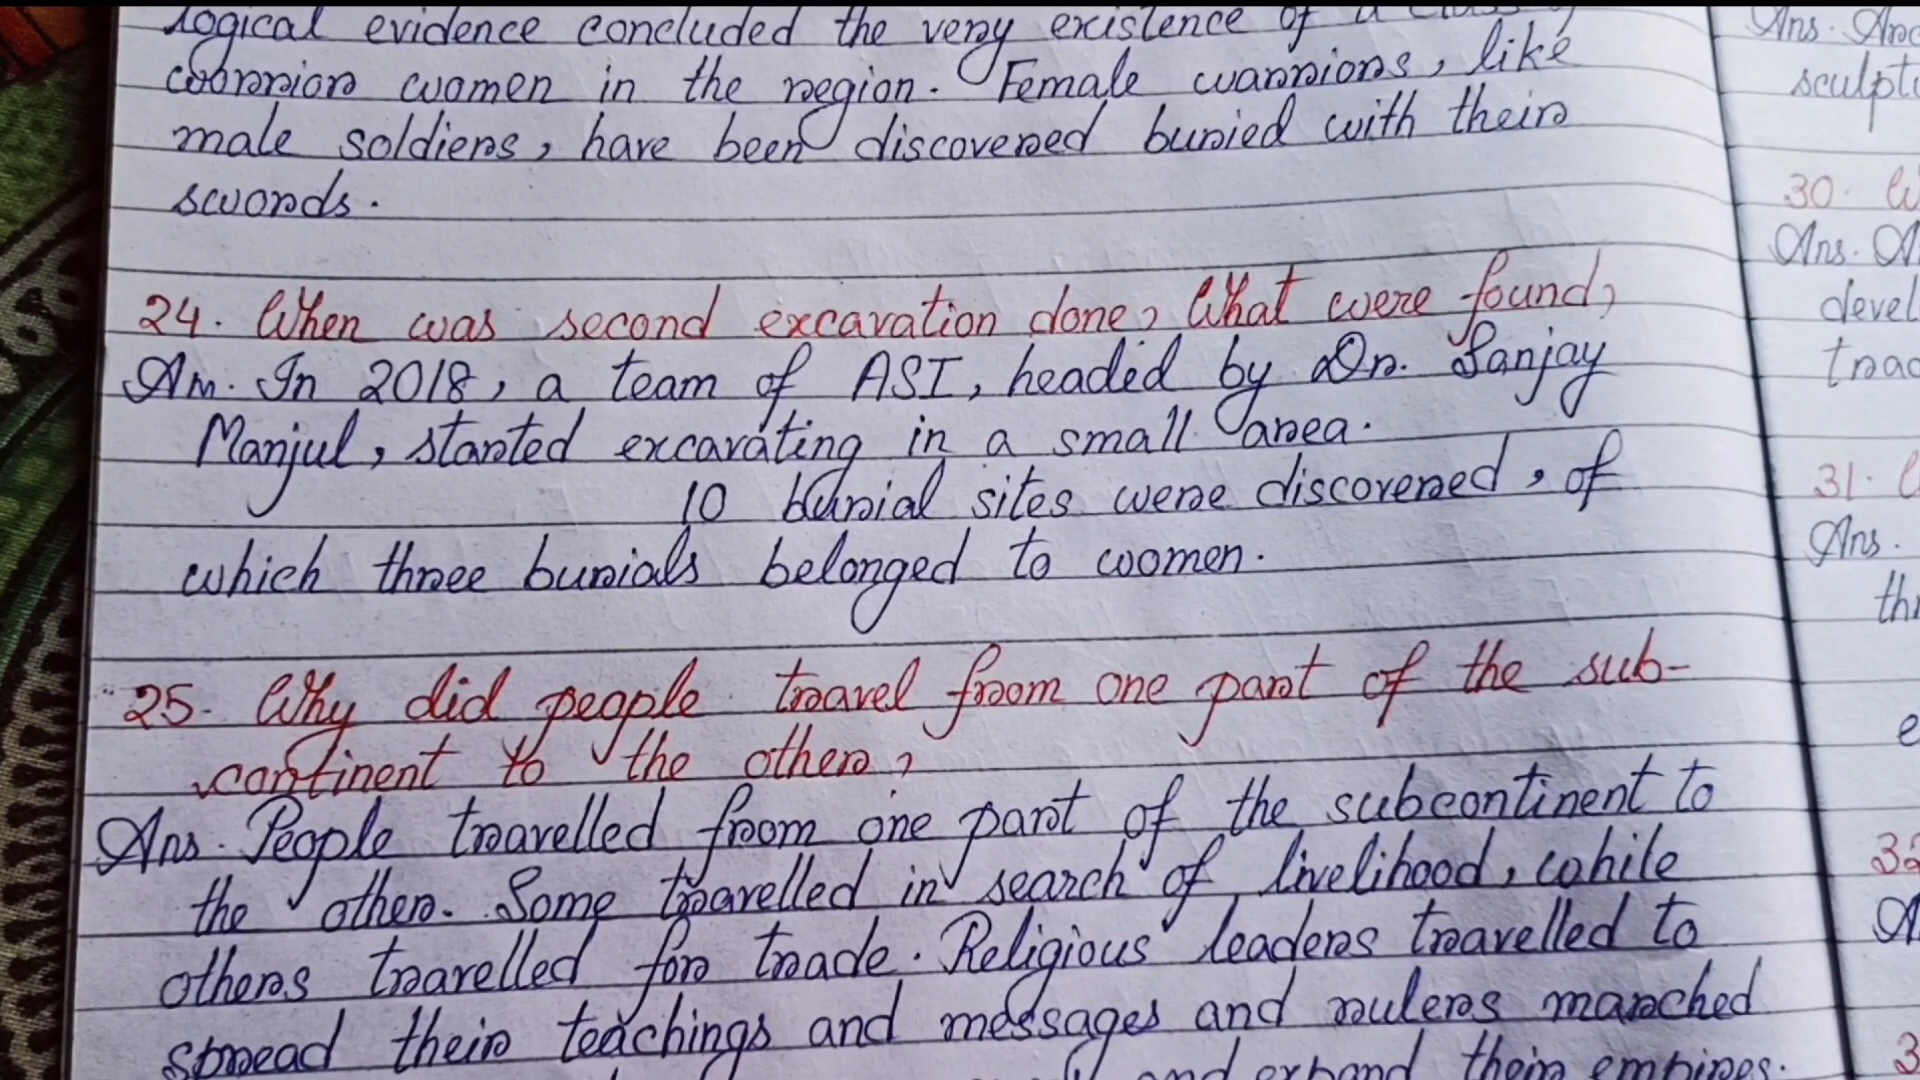 logical evidence concluded the very existence of a
warrior women in the region. Female warriors, like
male soldiers, have been discovered buried with their
swords.
24. When was second excavation done, What were found,
Ans. In 2018, a team of ASI, headed by Dr. Sanjay
Manjul, started excavating in a small area.
10 burial sites were discovered, of
which three burials belonged to women.
25. Why did people travel from one part of the sub-
continent to the other,
Ans. People travelled from one part of the subcontinent to
the other. Some travelled in search of livelihood, while
others travelled for trade. Religious leaders travelled to
spread their teachings and messages and rulers marched
and expand their empires.
Ans.
30.
Ans.
31.
Ans.